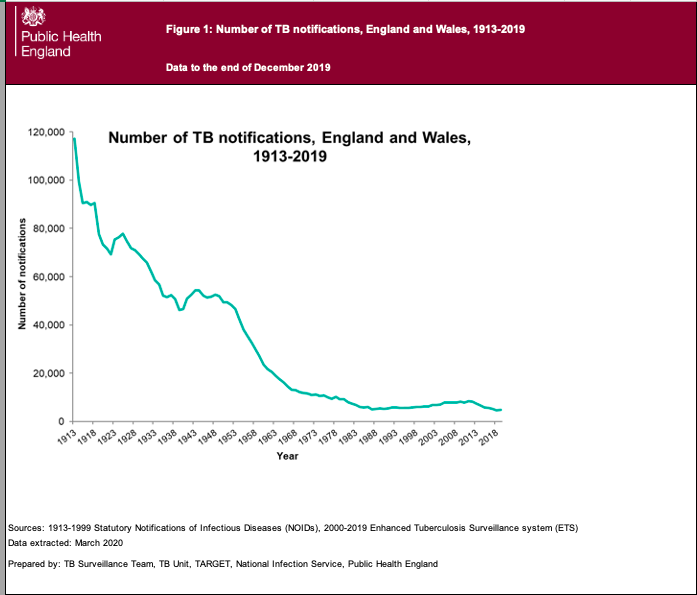 Public Health
England
Figure 1: Number of TB notifications, England and Wales, 1913-2019
Data to the end of December 2019
Number of TB notifications, England and Wales,
1913-2019
Number of notifications
120,000
100,000
80,000
60,000
40,000
20,000
0
1913 1918 1923 1928 1933 1938 1943 1948 1953 1958 1963 1968 1973 1978 1983 1988 1993 1998 2003 2008 2013 2018
Year
Sources: 1913-1999 Statutory Notifications of Infectious Diseases (NOIDs), 2000-2019 Enhanced Tuberculosis Surveillance system (ETS)
Data extracted: March 2020
Prepared by: TB Surveillance Team, TB Unit, TARGET, National Infection Service, Public Health England